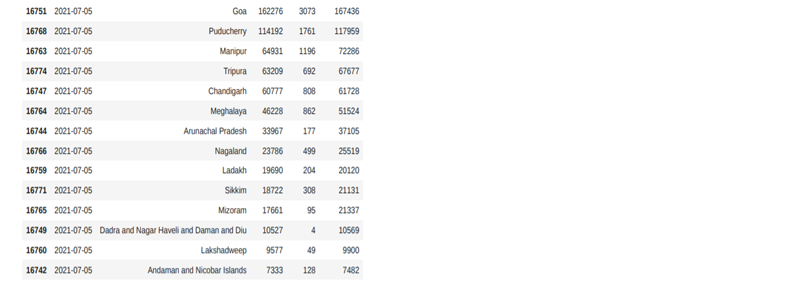 16751 2021-07-05 Goa 162276 3073 167436
16768 2021-07-05 Puducherry 114192 1761 117959
16763 2021-07-05 Manipur 64931 1196 72286
16774 2021-07-05 Tripura 63209 692 67677
16747 2021-07-05 Chandigarh 60777 808 61728
16764 2021-07-05 Meghalaya 46228 862 51524
16744 2021-07-05 Arunachal Pradesh 33967 177 37105
16766 2021-07-05 Nagaland 23786 499 25519
16759 2021-07-05 Ladakh 19690 204 20120
16771 2021-07-05 Sikkim 18722 308 21131
16765 2021-07-05 Mizoram 17661 95 21337
16749 2021-07-05 Dadra and Nagar Haveli and Daman and Diu 10527 4 10569
16760 2021-07-05 Lakshadweep 9577 49 9900
16742 2021-07-05 Andaman and Nicobar Islands 7333 128 7482